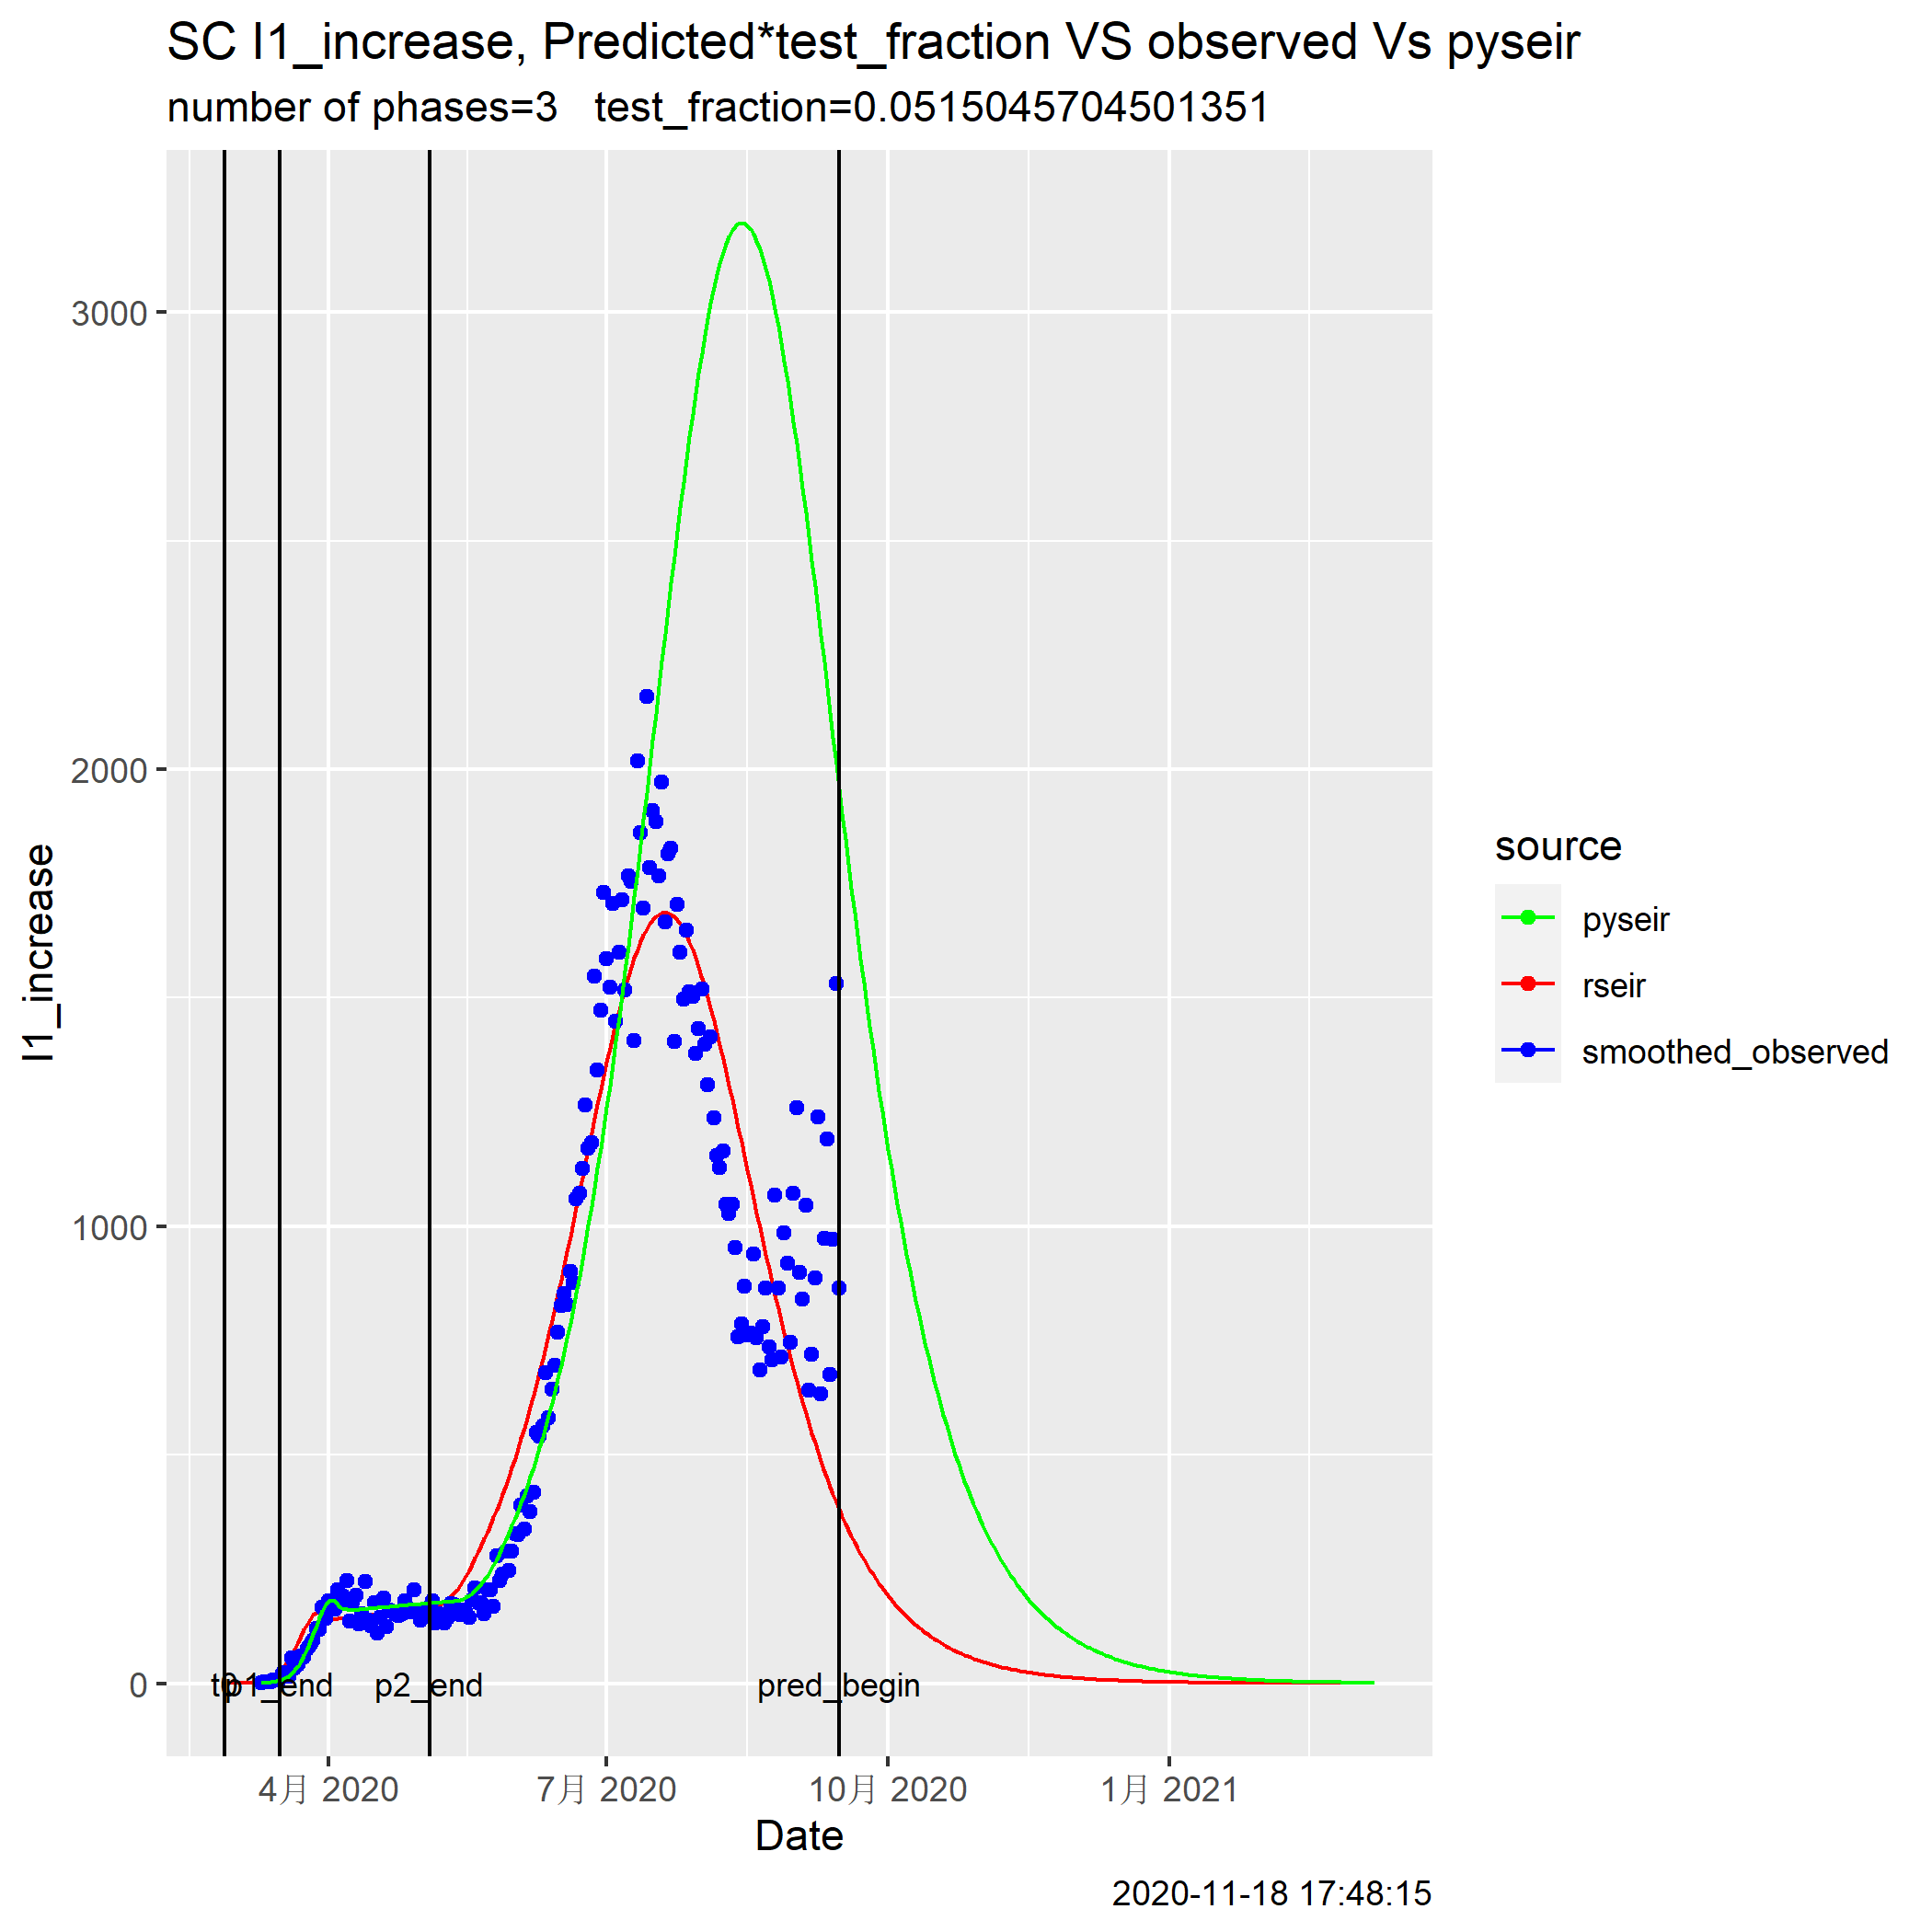 SC I1_increase, Predicted*test_fraction VS observed Vs pyseir
number of phases=3   test_fraction=0.0515045704501351
I1_increase
3000
2000
1000
0
t0
p1_end
p2_end
pred_begin
4月 2020
7月 2020
10月 2020
1月 2021
Date
source
pyseir
rseir
smoothed_observed
2020-11-18 17:48:15